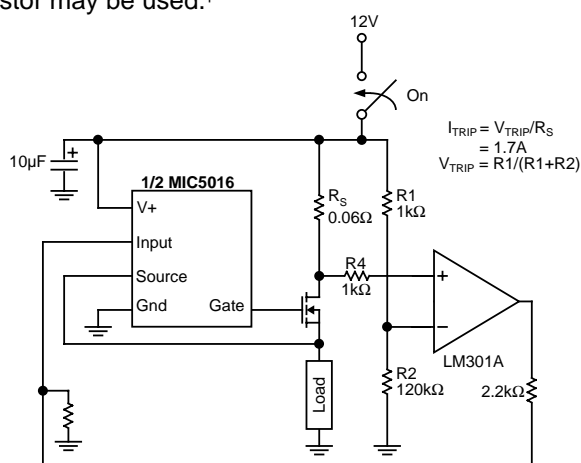 stor may be used.
12V
On
I_TRIP = V_TRIP/R_S
= 1.7A
V_TRIP = R1/(R1+R2)
10µF
+
1/2 MIC5016
V+
Input
Source
Gnd
Gate
R_S
0.06Ω
R1
1kΩ
R4
1kΩ
+
−
LM301A
R2
120kΩ
2.2kΩ
Load